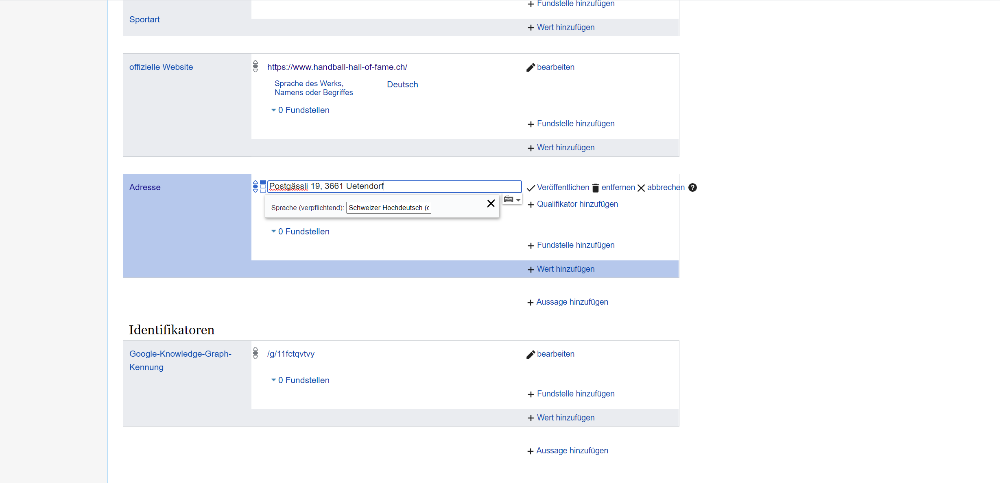 Fundstelle hinzufügen
Sportart
Wert hinzufügen
offizielle Website
https://www.handball-hall-of-fame.ch/
bearbeiten
Sprache des Werks,
Namens oder Begriffes
Deutsch
0 Fundstellen
Fundstelle hinzufügen
Wert hinzufügen
Adresse
Postgässli 19, 3661 Uetendorf
Veröffentlichen entfernen abbrechen
Sprache (verpflichtend): Schweizer Hochdeutsch (
Qualifikator hinzufügen
0 Fundstellen
Fundstelle hinzufügen
Wert hinzufügen
Aussage hinzufügen
Identifikatoren
Google-Knowledge-Graph-
Kennung
/g/11fctqvtvy
bearbeiten
0 Fundstellen
Fundstelle hinzufügen
Wert hinzufügen
Aussage hinzufügen